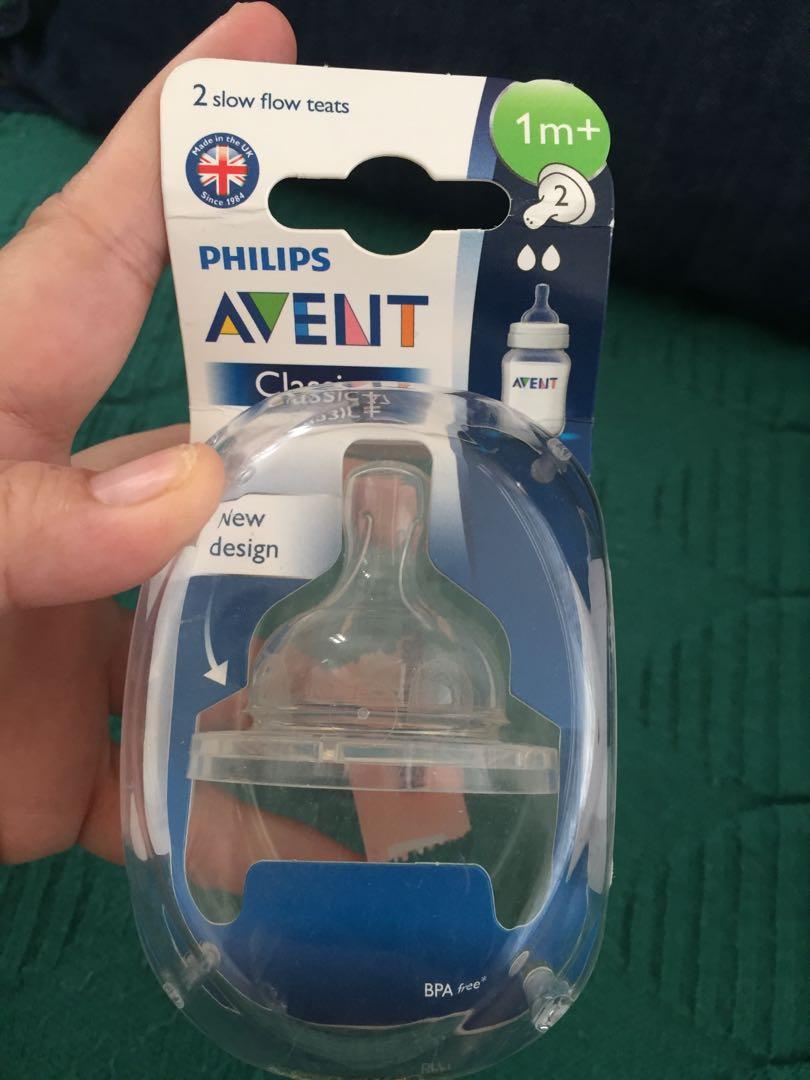 2 slow flow teats
1m+
Made in the UK
Since 1984
2
PHILIPS
AVENT
AVENT
New
design
BPA free*